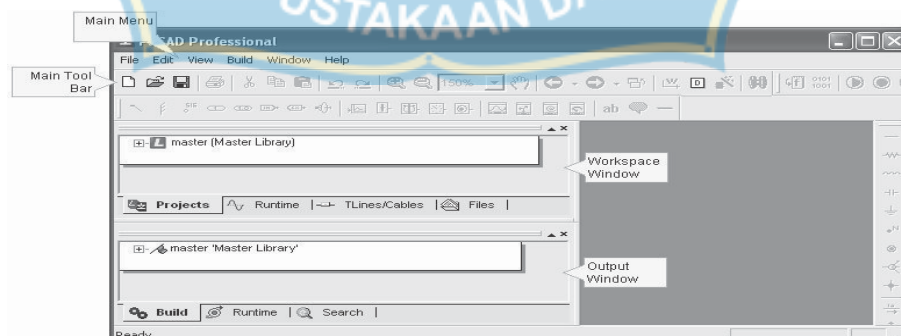 USTAKAAN
Main Menu
SCAD Professional
File Edit View Build Window Help
Main Tool
Bar
150%
ab
master (Master Library)
Workspace
Window
Projects Runtime TLines/Cables Files
master 'Master Library'
Output
Window
Build Runtime Search
Ready